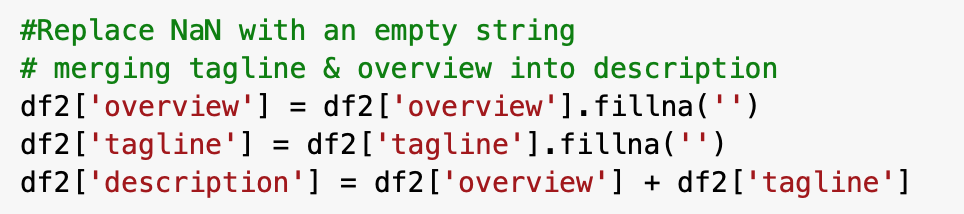 #Replace NaN with an empty string
# merging tagline & overview into description
df2['overview'] = df2['overview'].fillna('')
df2['tagline'] = df2['tagline'].fillna('')
df2['description'] = df2['overview'] + df2['tagline']